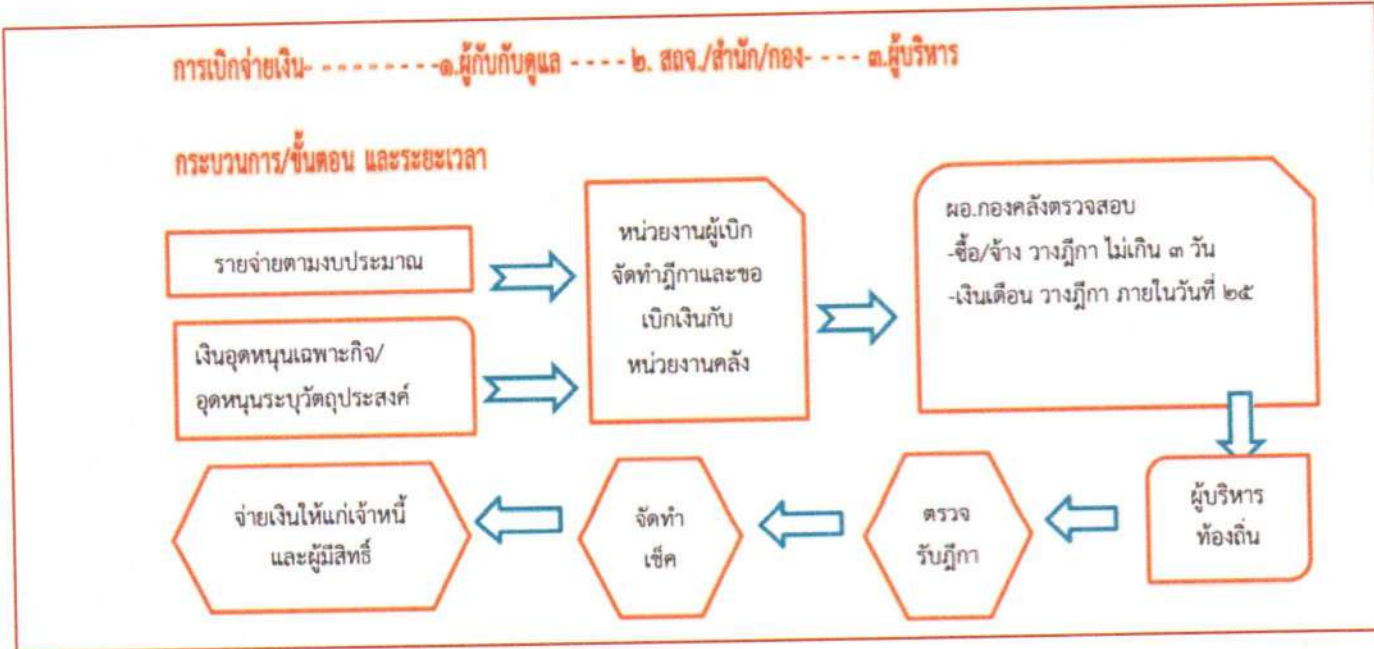 การเบิกจ่ายเงิน- - - - - - - - - -๑.ผู้กับกับดูแล - - - - ๒. สถจ./สำนัก/กอง- - - - ๓.ผู้บริหาร
กระบวนการ/ขั้นตอน และระยะเวลา
รายจ่ายตามงบประมาณ
เงินอุดหนุนเฉพาะกิจ/
อุดหนุนระบุวัตถุประสงค์
หน่วยงานผู้เบิก
จัดทำฎีกาและขอ
เบิกเงินกับ
หน่วยงานคลัง
ผอ.กองคลังตรวจสอบ
-ซื้อ/จ้าง วางฎีกา ไม่เกิน ๓ วัน
-เงินเดือน วางฎีกา ภายในวันที่ ๒๕
ผู้บริหาร
ท้องถิ่น
ตรวจ
รับฎีกา
จัดทำ
เช็ค
จ่ายเงินให้แก่เจ้าหนี้
และผู้มีสิทธิ์